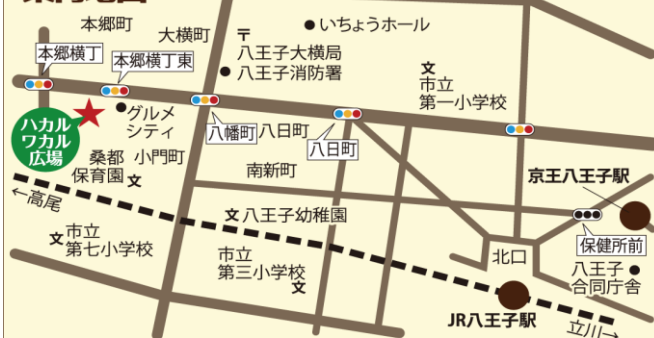 本郷町
大横町
いちょうホール
〒
八王子大横局
八王子消防署
本郷横丁
本郷横丁東
文
市立
第一小学校
グルメ
シティ
ハカル
ワカル
広場
八幡町
八日町
八日町
桑都
保育園
文
小門町
南新町
京王八王子駅
←高尾
文八王子幼稚園
保健所前
文
市立
第七小学校
市立
第三小学校
文
北口
八王子
合同庁舎
JR八王子駅
立川→